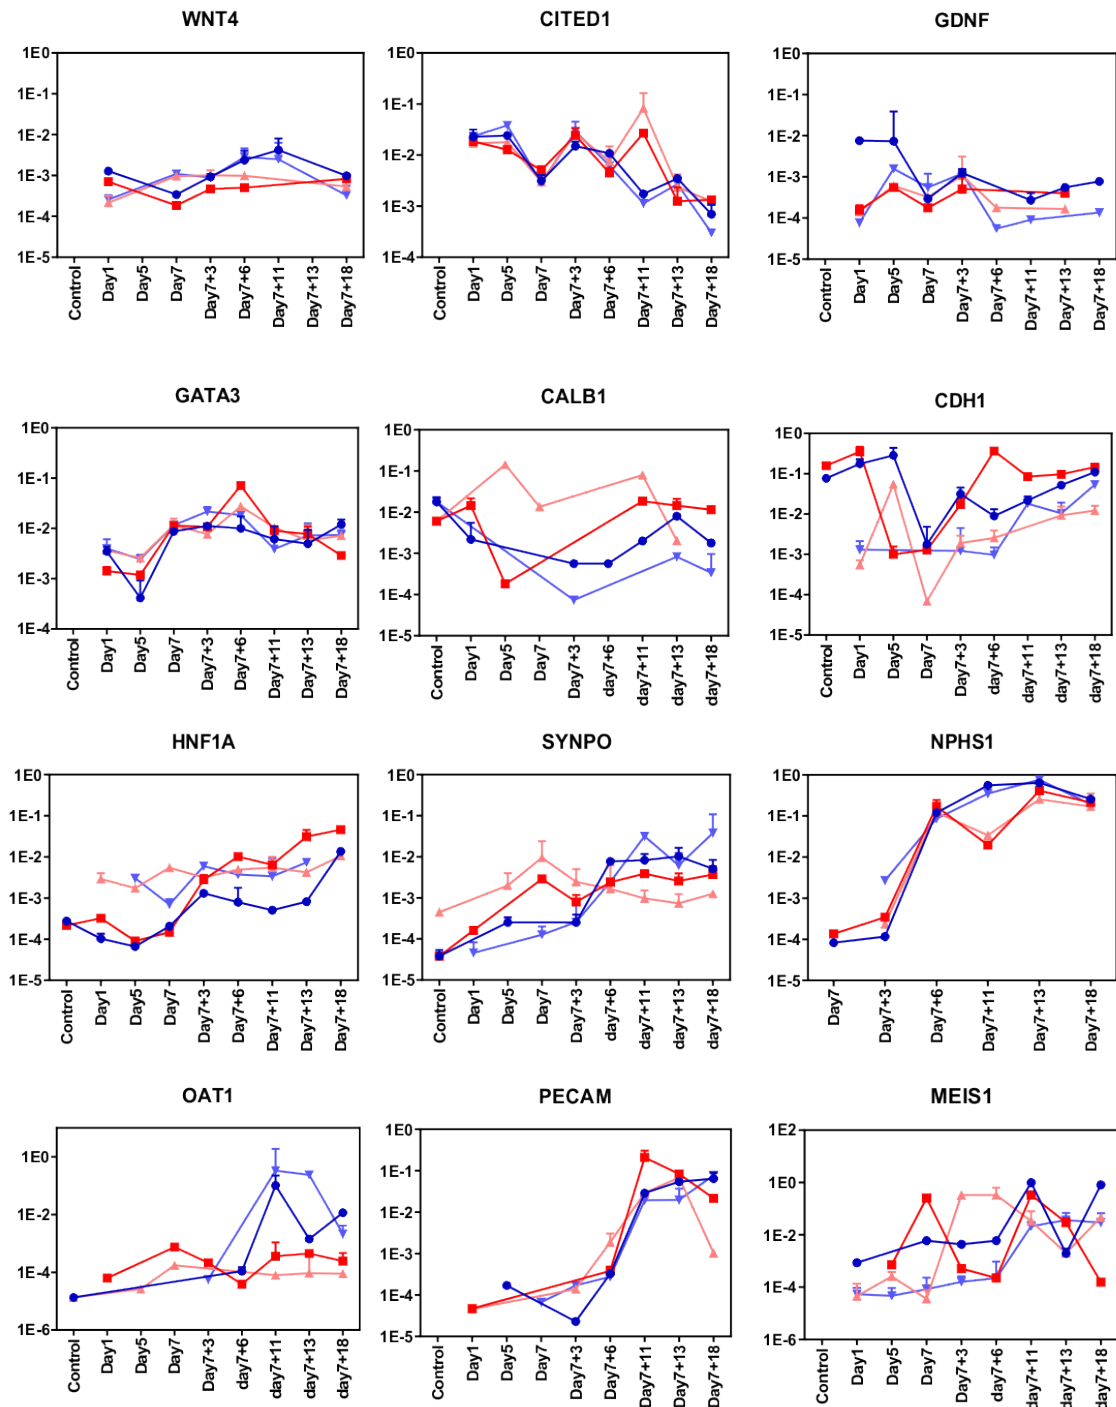 WNT4 CITED1 GDNF
1E0 1E0 1E0
1E-1 1E-1 1E-1
1E-2 1E-2 1E-2
1E-3 1E-3 1E-3
1E-4 1E-4
1E-5 1E-4 1E-5
Control Day1 Day5 Day7 Day7+3 Day7+6 Day7+11 Day7+13 Day7+18
Control Day1 Day5 Day7 Day7+3 Day7+6 Day7+11 Day7+13 Day7+18
Control Day1 Day5 Day7 Day7+3 Day7+6 Day7+11 Day7+13 Day7+18
GATA3 CALB1 CDH1
1E0 1E0 1E0
1E-1 1E-1 1E-1
1E-2 1E-2 1E-2
1E-3 1E-3 1E-3
1E-4 1E-4
1E-4 1E-5 1E-5
Control Day1 Day5 Day7 Day7+3 Day7+6 Day7+11 Day7+13 Day7+18
Control Day1 Day5 Day7 Day7+3 day7+6 day7+11 day7+13 day7+18
Control Day1 Day5 Day7 Day7+3 day7+6 day7+11 day7+13 day7+18
HNF1A SYNPO NPHS1
1E0 1E0 1E0
1E-1 1E-1 1E-1
1E-2 1E-2 1E-2
1E-3 1E-3 1E-3
1E-4 1E-4 1E-4
1E-5 1E-5 1E-5
Control Day1 Day5 Day7 Day7+3 Day7+6 Day7+11 Day7+13 Day7+18
Control Day1 Day5 Day7 Day7+3 day7+6 day7+11 day7+13 day7+18
Day7 Day7+3 Day7+6 Day7+11 Day7+13 Day7+18
OAT1 PECAM MEIS1
1E0 1E0 1E2
1E-2 1E-1 1E0
1E-4 1E-2 1E-2
1E-6 1E-3 1E-4
1E-4 1E-6
1E-5
Control Day1 Day5 Day7 Day7+3 day7+6 day7+11 day7+13 day7+18
Control Day1 Day5 Day7 Day7+3 Day7+6 Day7+11 Day7+13 Day7+18
Control Day1 Day5 Day7 Day7+3 day7+6 day7+11 day7+13 day7+18